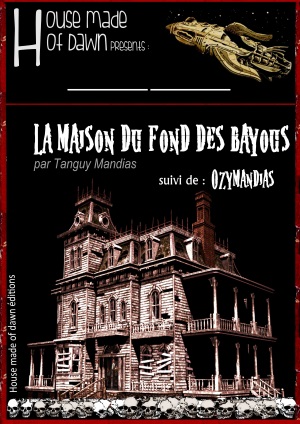 House made
of dawn presents :
LA MAISON DU FOND DES BAYOUS
par Tanguy Mandias
suivi de : OZYMANDIAS
House made of dawn éditions